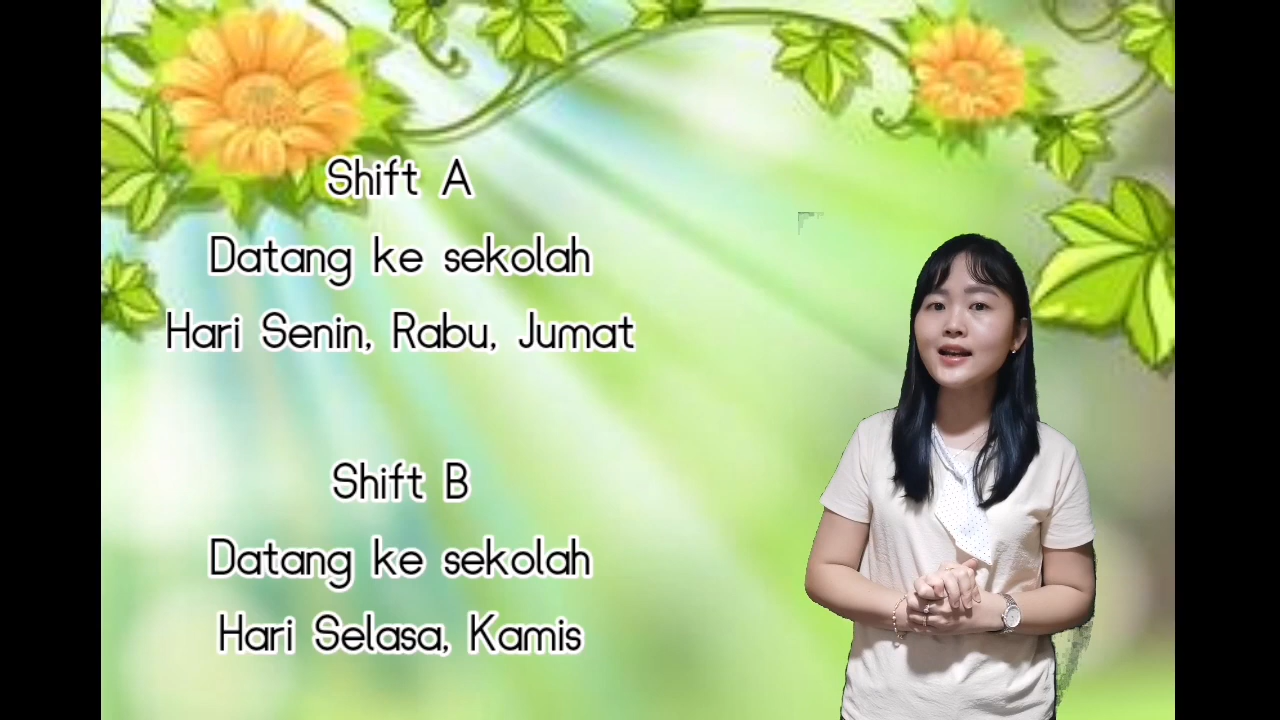 Shift A
Datang ke sekolah
Hari Senin, Rabu, Jumat
Shift B
Datang ke sekolah
Hari Selasa, Kamis